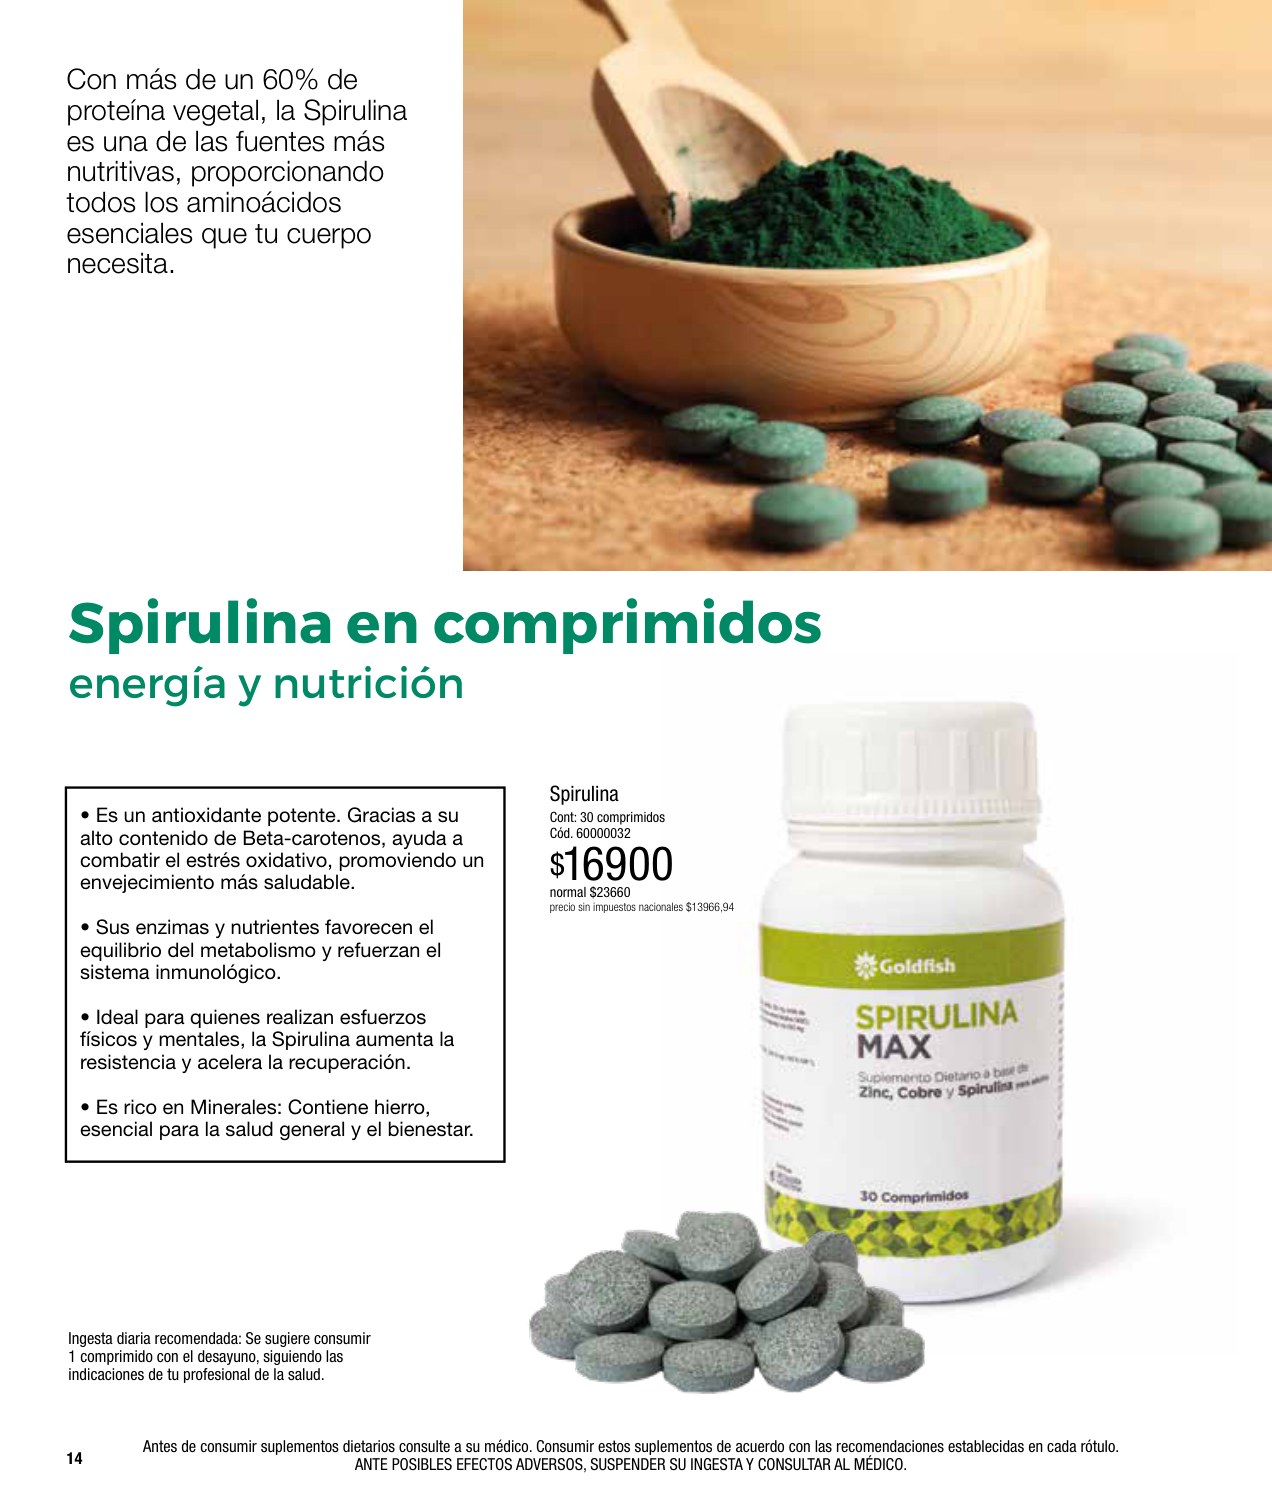 Con más de un 60% de
proteína vegetal, la Spirulina
es una de las fuentes más
nutritivas, proporcionando
todos los aminoácidos
esenciales que tu cuerpo
necesita.
Spirulina en comprimidos
energía y nutrición
• Es un antioxidante potente. Gracias a su
alto contenido de Beta-carotenos, ayuda a
combatir el estrés oxidativo, promoviendo un
envejecimiento más saludable.
• Sus enzimas y nutrientes favorecen el
equilibrio del metabolismo y refuerzan el
sistema inmunológico.
• Ideal para quienes realizan esfuerzos
físicos y mentales, la Spirulina aumenta la
resistencia y acelera la recuperación.
• Es rico en Minerales: Contiene hierro,
esencial para la salud general y el bienestar.
Spirulina
Cont: 30 comprimidos
Cód. 60000032
$16900
normal $23660
precio sin impuestos nacionales $13966,94
Goldfish
SPIRULINA
MAX
Suplemento Dietario a base de
Zinc, Cobre y Spirulina
30 Comprimidos
Ingesta diaria recomendada: Se sugiere consumir
1 comprimido con el desayuno, siguiendo las
indicaciones de tu profesional de la salud.
Antes de consumir suplementos dietarios consulte a su médico. Consumir estos suplementos de acuerdo con las recomendaciones establecidas en cada rótulo.
ANTE POSIBLES EFECTOS ADVERSOS, SUSPENDER SU INGESTA Y CONSULTAR AL MÉDICO.
14